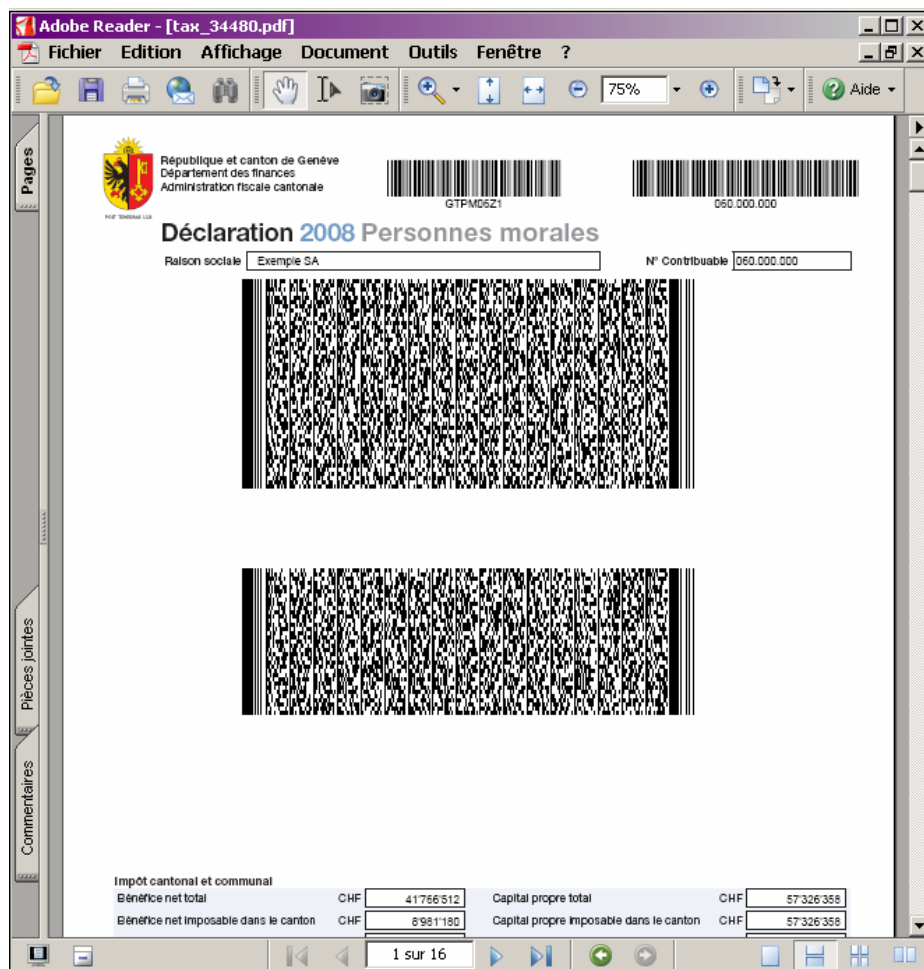 Adobe Reader - [tax_34480.pdf]
Fichier Edition Affichage Document Outils Fenêtre ?
75% Aide
Pages
République et canton de Genève
Département des finances
Administration fiscale cantonale
POST TENEBRAS LUX
GTPM06Z1
060.000.000
Déclaration 2008 Personnes morales
Raison sociale Exemple SA N° Contribuable 060.000.000
Pièces jointes
Commentaires
Impôt cantonal et communal
Bénéfice net total CHF 41'766'512 Capital propre total CHF 57'326'358
Bénéfice net imposable dans le canton CHF 8'981'180 Capital propre imposable dans le canton CHF 57'326'358
1 sur 16